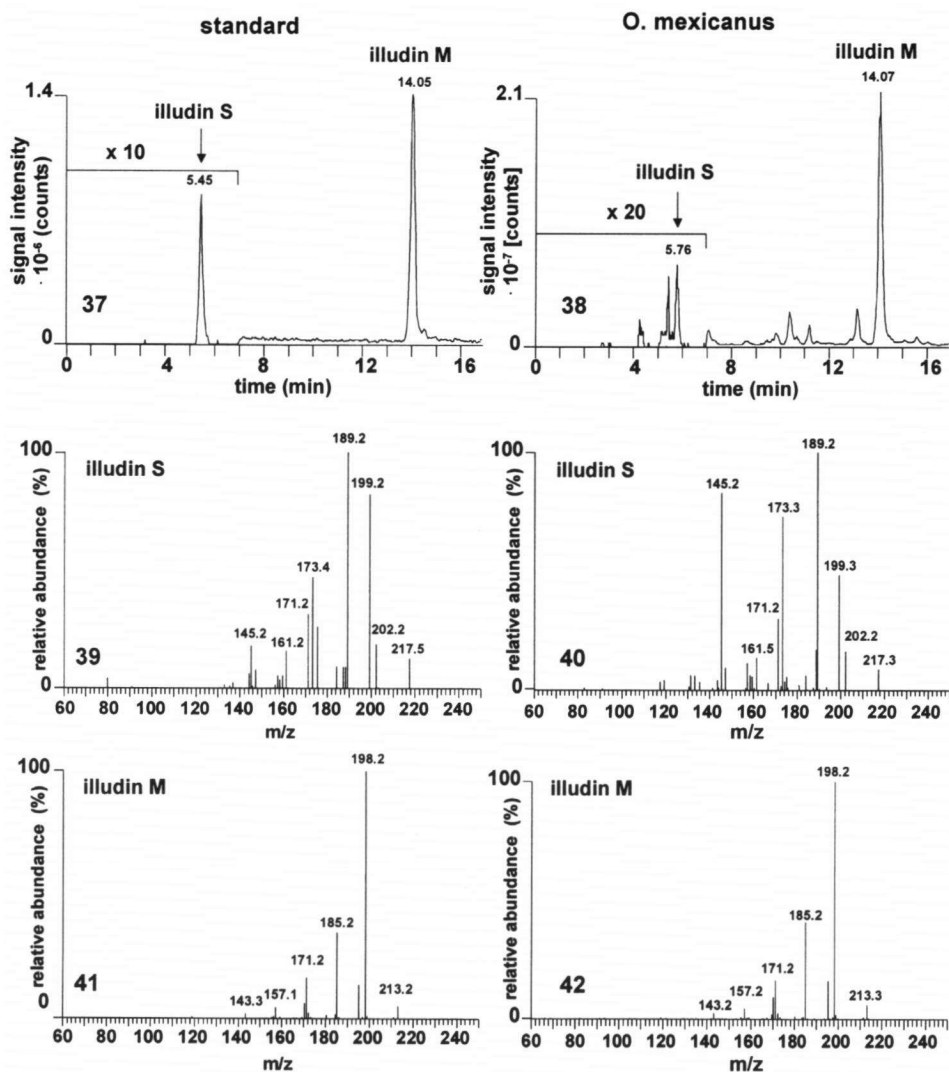 standard
illudin M
14.05
1.4
illudin S
x 10
5.45
signal intensity
· 10⁻⁶ (counts)
37
0
0 4 8 12 16
time (min)
O. mexicanus
illudin M
14.07
2.1
illudin S
x 20
5.76
signal intensity
· 10⁻⁷ [counts]
38
0
0 4 8 12 16
time (min)
100
illudin S
189.2
199.2
173.4
171.2
145.2
161.2
202.2
217.5
relative abundance (%)
39
0
60 80 100 120 140 160 180 200 220 240
m/z
100
illudin S
189.2
145.2
173.3
199.3
171.2
161.5
202.2
217.3
relative abundance (%)
40
0
60 80 100 120 140 160 180 200 220 240
m/z
100
illudin M
198.2
185.2
171.2
157.1
143.3
213.2
relative abundance (%)
41
0
60 80 100 120 140 160 180 200 220 240
m/z
100
illudin M
198.2
185.2
171.2
157.2
143.2
213.3
relative abundance (%)
42
0
60 80 100 120 140 160 180 200 220 240
m/z